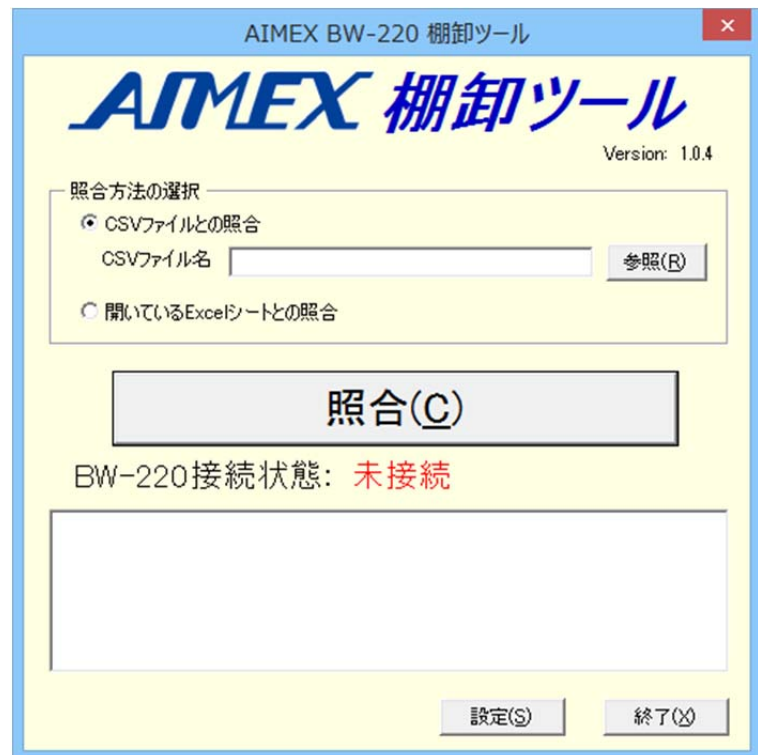 AIMEX BW-220 棚卸ツール
AIMEX 棚卸ツール
Version: 1.0.4
照合方法の選択
CSVファイルとの照合
CSVファイル名 参照(R)
開いているExcelシートとの照合
照合(C)
BW-220接続状態: 未接続
設定(S) 終了(X)